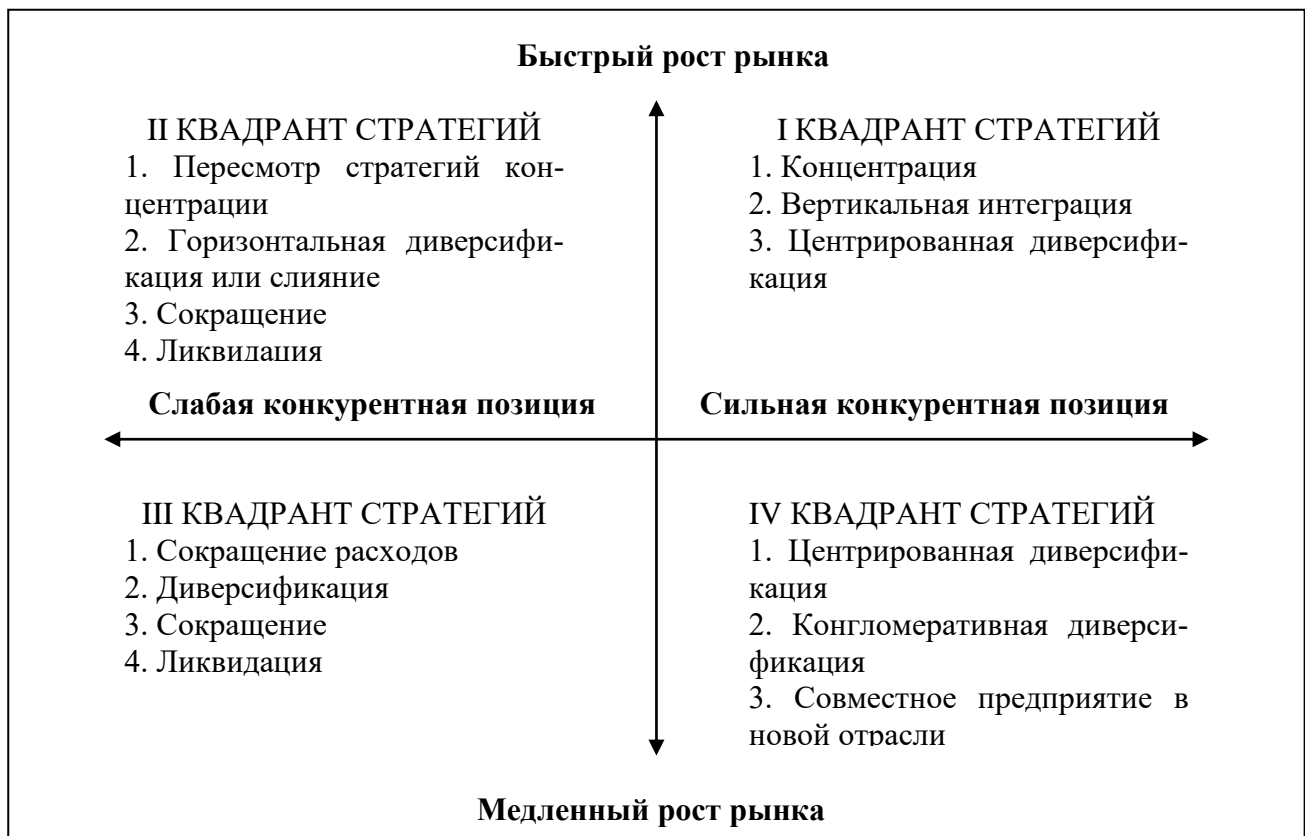 Быстрый рост рынка
II КВАДРАНТ СТРАТЕГИЙ
1. Пересмотр стратегий кон-
центрации
2. Горизонтальная диверсифи-
кация или слияние
3. Сокращение
4. Ликвидация
I КВАДРАНТ СТРАТЕГИЙ
1. Концентрация
2. Вертикальная интеграция
3. Центрированная диверсифи-
кация
Слабая конкурентная позиция
Сильная конкурентная позиция
III КВАДРАНТ СТРАТЕГИЙ
1. Сокращение расходов
2. Диверсификация
3. Сокращение
4. Ликвидация
IV КВАДРАНТ СТРАТЕГИЙ
1. Центрированная диверсифи-
кация
2. Конгломеративная диверси-
фикация
3. Совместное предприятие в
новой отрасли
Медленный рост рынка